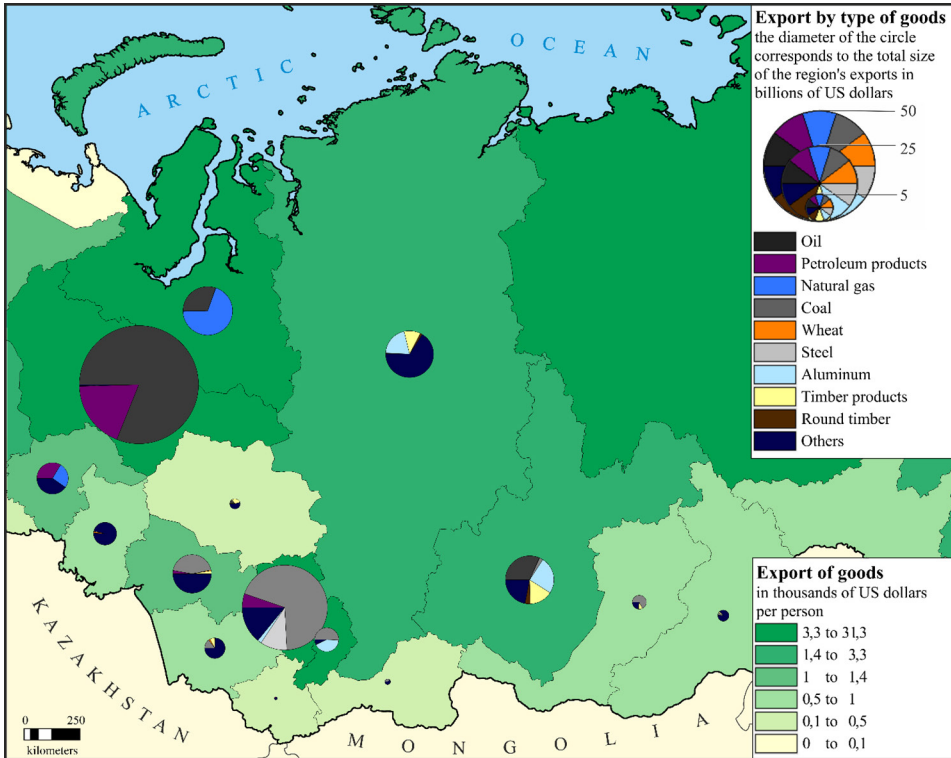 ARCTIC OCEAN
Export by type of goods
the diameter of the circle
corresponds to the total size
of the region's exports in
billions of US dollars
50
25
5
Oil
Petroleum products
Natural gas
Coal
Wheat
Steel
Aluminum
Timber products
Round timber
Others
KAZAKHSTAN
MONGOLIA
0 250
kilometers
Export of goods
in thousands of US dollars
per person
3,3 to 31,3
1,4 to 3,3
1 to 1,4
0,5 to 1
0,1 to 0,5
0 to 0,1